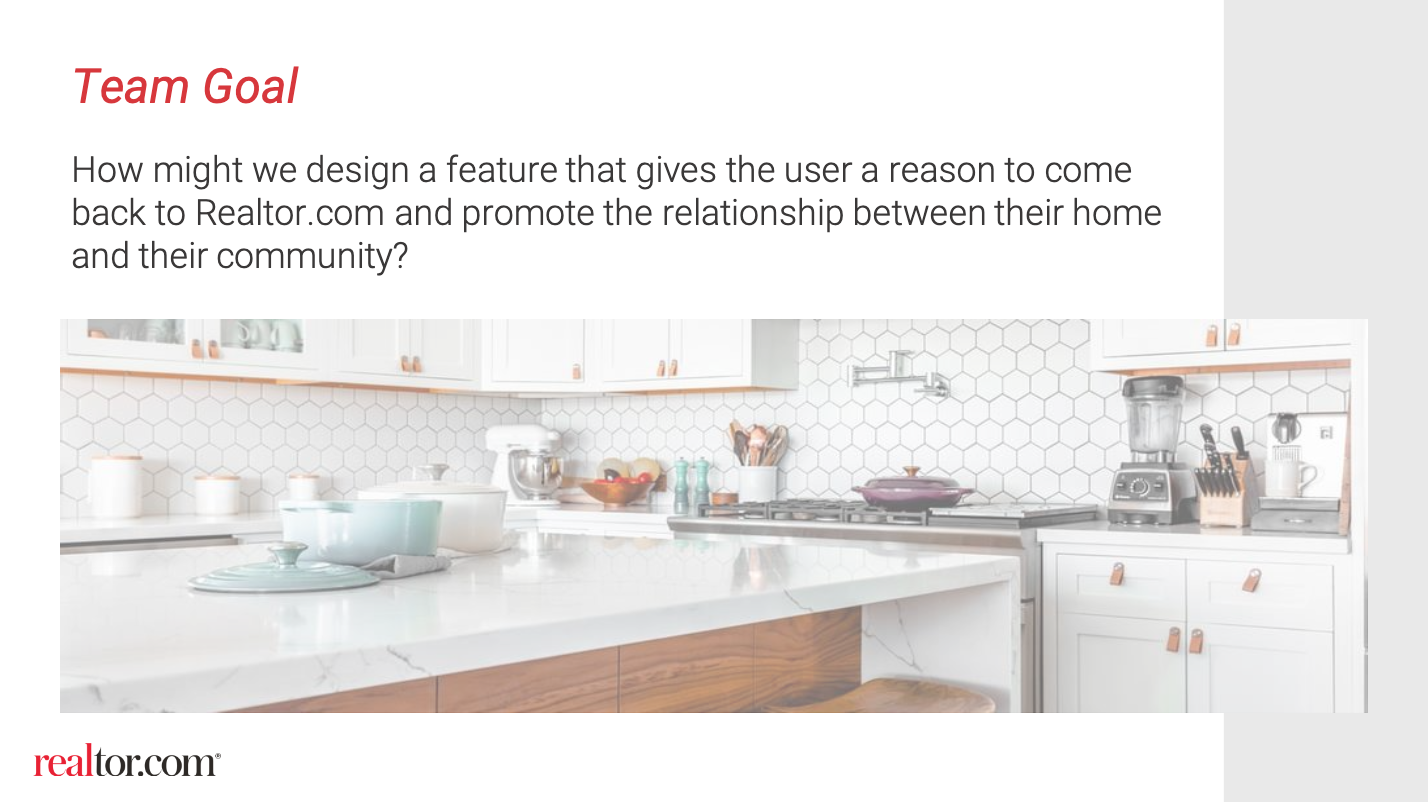 Team Goal
How might we design a feature that gives the user a reason to come
back to Realtor.com and promote the relationship between their home
and their community?
realtor.com®